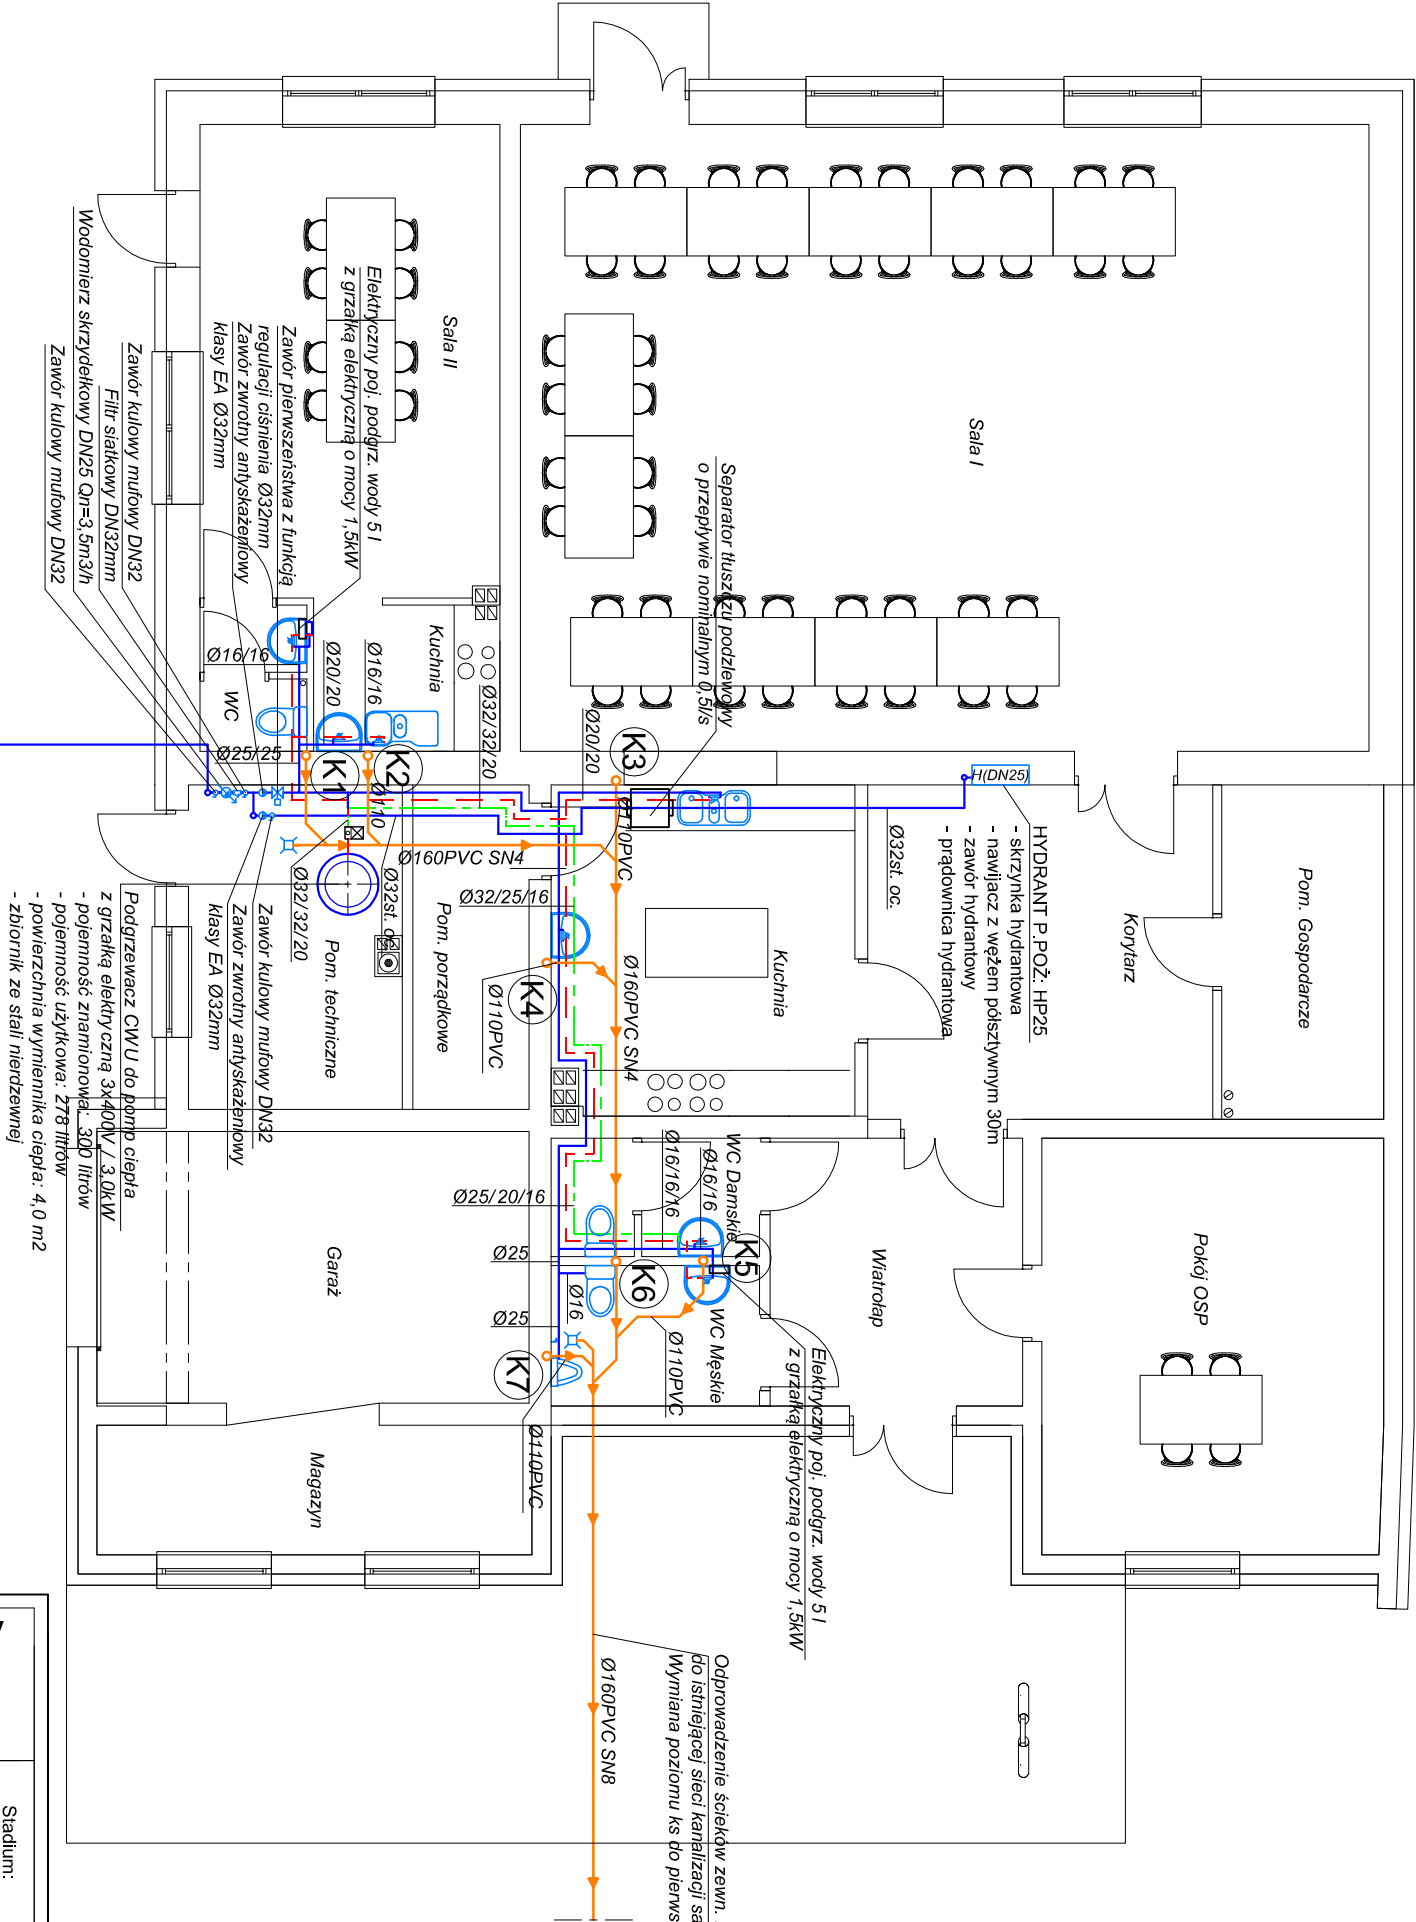 Sala I
Sala II
Elektryczny poj. podgrz. wody 5 l
z grzałką elektryczną o mocy 1,5kW
Zawór pierwszeństwa z funkcją
regulacji ciśnienia Ø32mm
Zawór zwrotny antyskażeniowy
klasy EA Ø32mm
Zawór kulowy mufowy DN32
Filtr siatkowy DN32mm
Wodomierz skrzydełkowy DN25 Qn=3,5m3/h
Zawór kulowy mufowy DN32
Separator tłuszczu podzlewowy
o przepływie nominalnym 0,5l/s
Kuchnia
WC
Ø16/16
Ø20/20
Ø16/16
Ø32/32/20
Ø20/20
Ø25/25
K1
K2
K3
Ø110
Ø110PVC
Ø160PVC SN4
H(DN25)
HYDRANT P.POŻ: HP25
- skrzynka hydrantowa
- nawijacz z wężem półsztywnym 30m
- zawór hydrantowy
- prądownica hydrantowa
Ø32st. oc.
Ø32st. oc.
Ø32/32/20
Ø32/25/16
Pom. Gospodarcze
Korytarz
Kuchnia
Pom. porządkowe
Pom. techniczne
Zawór kulowy mufowy DN32
Zawór zwrotny antyskażeniowy
klasy EA Ø32mm
Podgrzewacz CWU do pomp ciepła
z grzałką elektryczną 3x400V / 3,0kW
- pojemność znamionowa: 300 litrów
- pojemność użytkowa: 278 litrów
- powierzchnia wymiennika ciepła: 4,0 m2
- zbiornik ze stali nierdzewnej
K4
Ø110PVC
Ø160PVC SN4
WC Damskie
Ø16/16
Ø16/16/16
Ø25/20/16
Ø25
Ø16
Ø25
K5
K6
K7
WC Męskie
Ø110PVC
Ø110PVC
Wiatrołap
Pokój OSP
Garaż
Magazyn
Elektryczny poj. podgrz. wody 5 l
z grzałką elektryczną o mocy 1,5kW
Odprowadzenie ścieków zewn.
do istniejącej sieci kanalizacji sa
Wymiana poziomu ks do pierws
Ø160PVC SN8
Stadium: